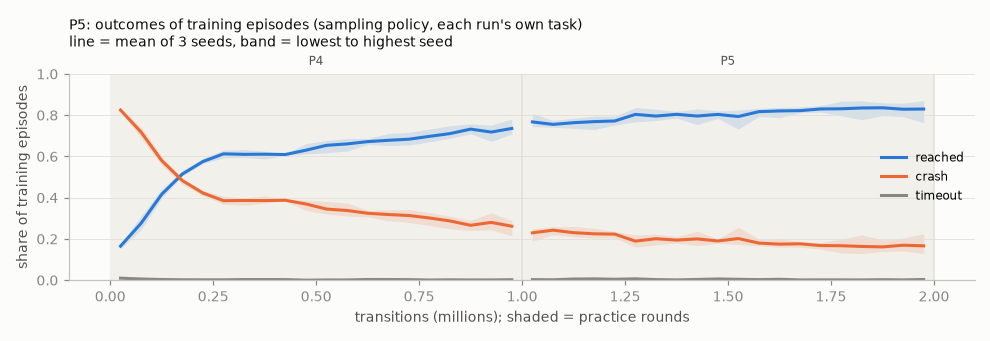 P5: outcomes of training episodes (sampling policy, each run's own task)
line = mean of 3 seeds, band = lowest to highest seed
P4 P5
1.0
0.8
0.6
0.4
0.2
0.0
share of training episodes
reached
crash
timeout
0.00 0.25 0.50 0.75 1.00 1.25 1.50 1.75 2.00
transitions (millions); shaded = practice rounds